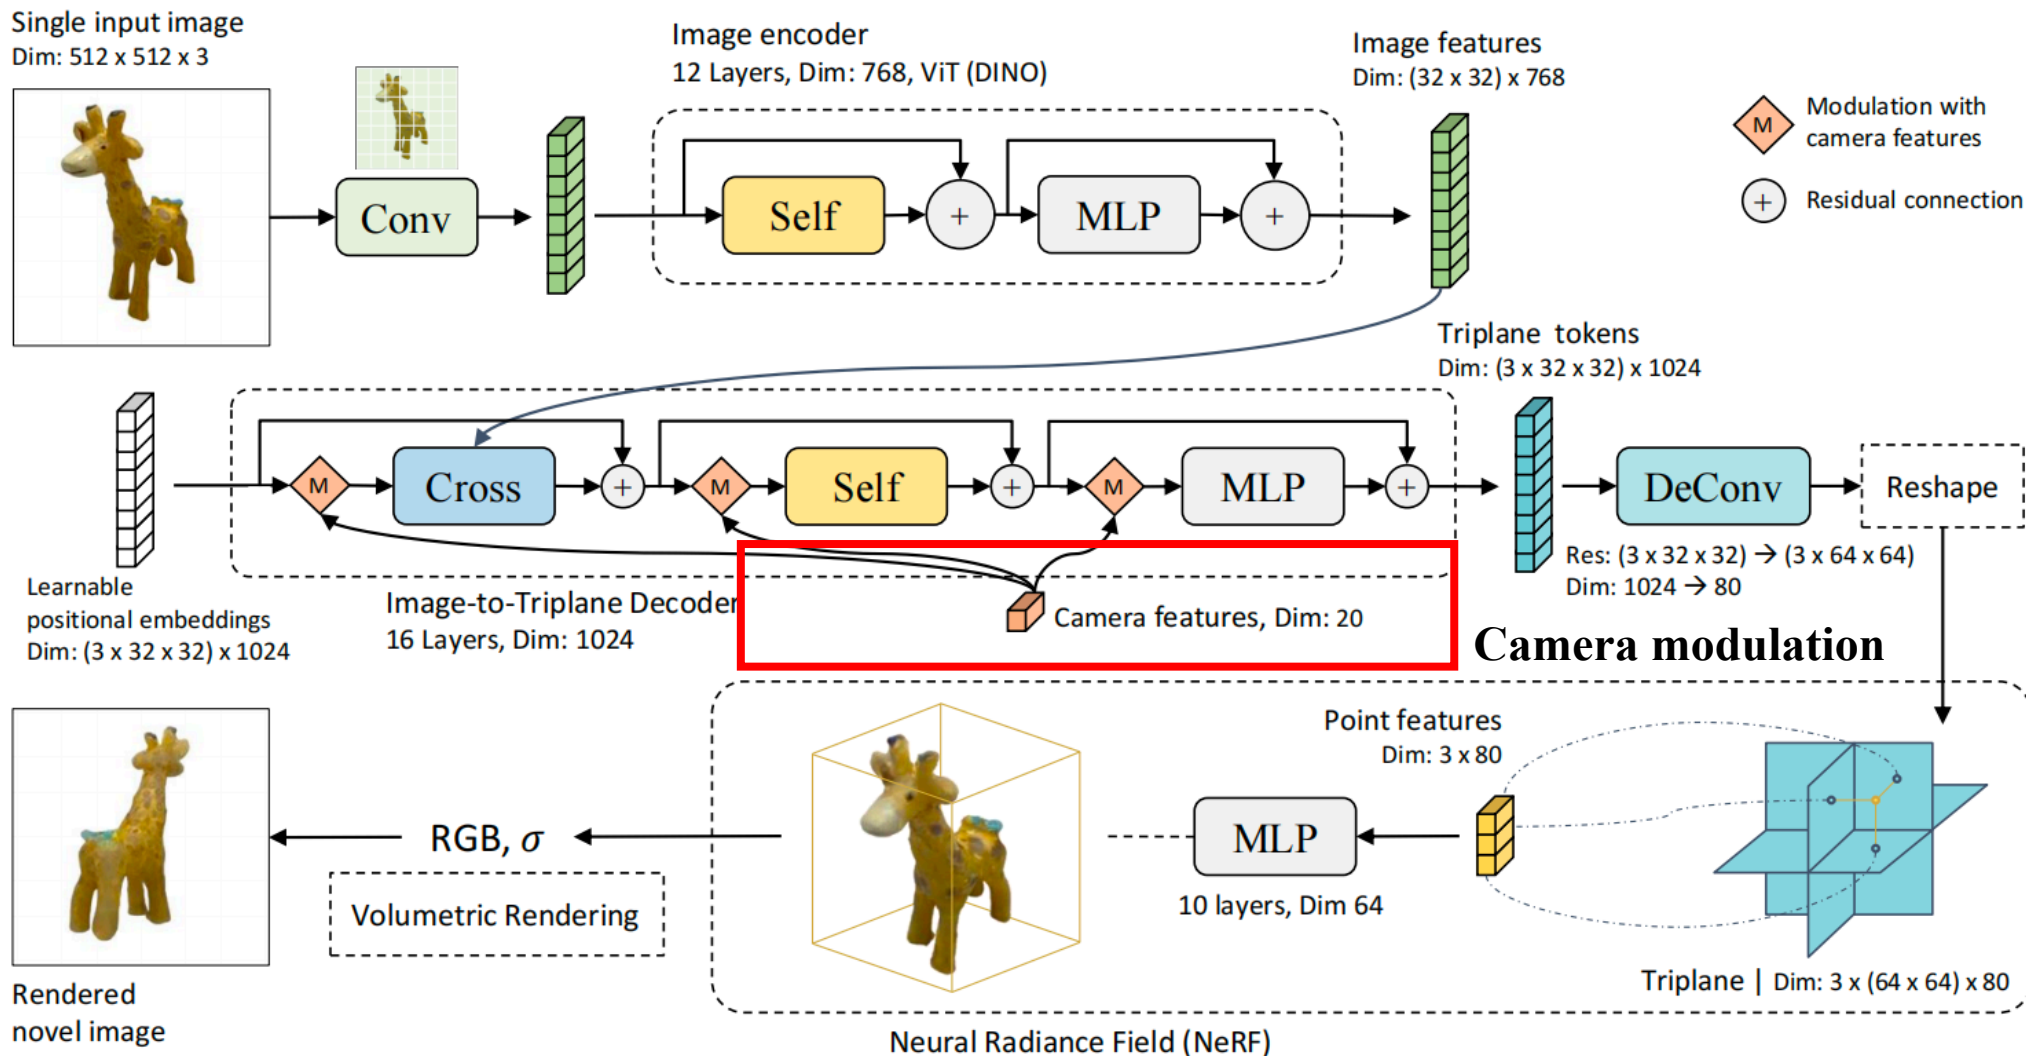 Single input image
Dim: 512 x 512 x 3
Conv
Image encoder
12 Layers, Dim: 768, ViT (DINO)
Self
+
MLP
+
Image features
Dim: (32 x 32) x 768
M
Modulation with
camera features
+
Residual connection
Learnable
positional embeddings
Dim: (3 x 32 x 32) x 1024
M
Cross
+
M
Self
+
M
MLP
+
Image-to-Triplane Decoder
16 Layers, Dim: 1024
Camera features, Dim: 20
Camera modulation
Triplane tokens
Dim: (3 x 32 x 32) x 1024
DeConv
Res: (3 x 32 x 32) → (3 x 64 x 64)
Dim: 1024 → 80
Reshape
Triplane | Dim: 3 x (64 x 64) x 80
Point features
Dim: 3 x 80
MLP
10 layers, Dim 64
Neural Radiance Field (NeRF)
RGB, σ
Volumetric Rendering
Rendered
novel image